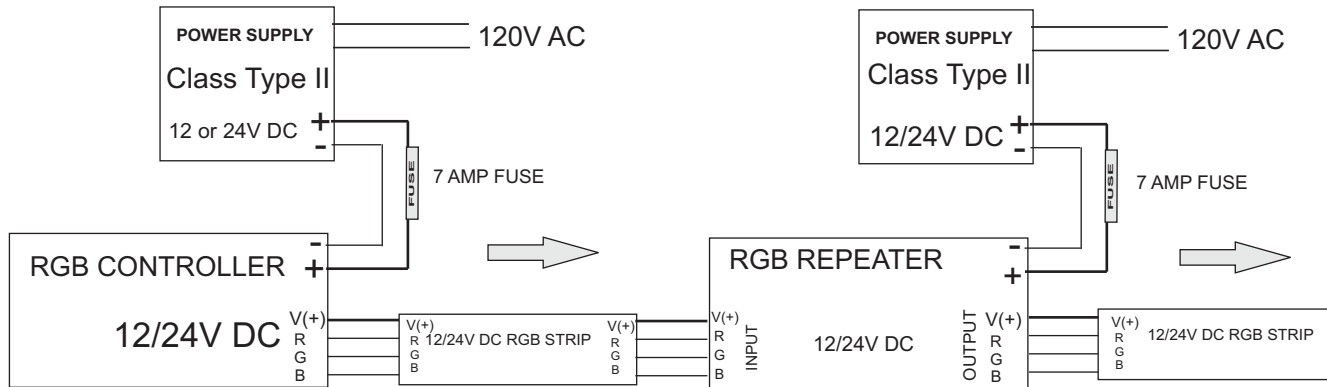 POWER SUPPLY
Class Type II
12 or 24V DC
+
-
120V AC
FUSE
7 AMP FUSE
RGB CONTROLLER
-
+
12/24V DC
V(+)
R
G
B
V(+)
R
G
B
12/24V DC RGB STRIP
V(+)
R
G
B
POWER SUPPLY
Class Type II
12/24V DC
+
-
120V AC
FUSE
7 AMP FUSE
RGB REPEATER
-
+
V(+)
R
G
B
INPUT
12/24V DC
OUTPUT
V(+)
R
G
B
V(+)
R
G
B
12/24V DC RGB STRIP